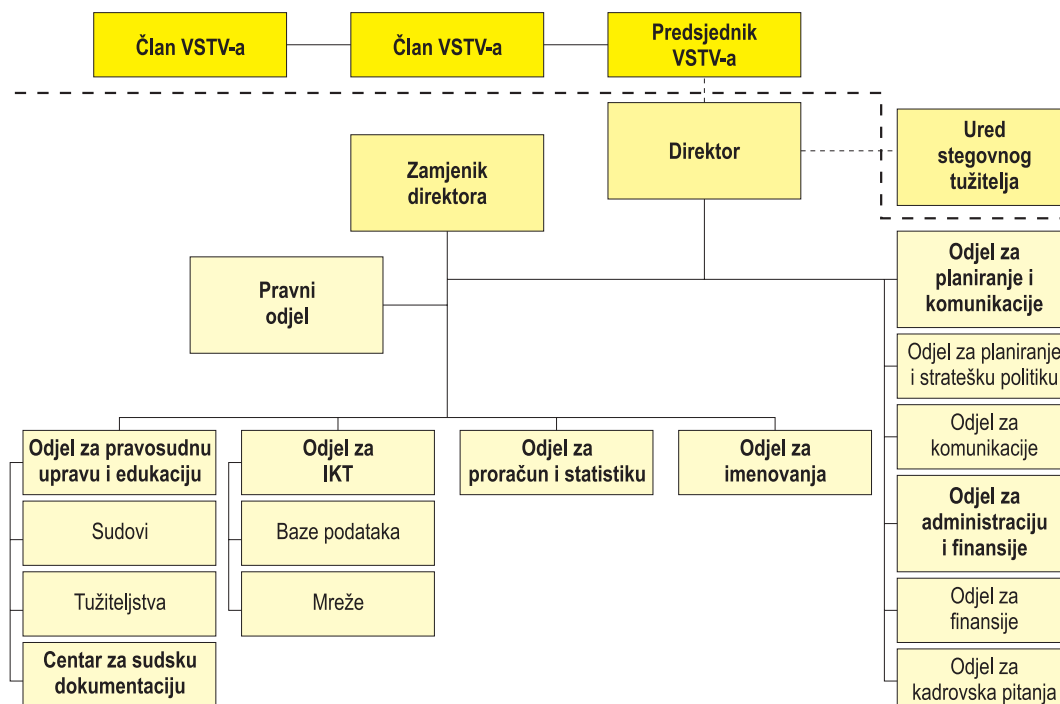 Član VSTV-a
Član VSTV-a
Predsjednik
VSTV-a
Direktor
Ured
stegovnog
tužitelja
Zamjenik
direktora
Pravni
odjel
Odjel za
planiranje i
komunikacije
Odjel za planiranje
i stratešku politiku
Odjel za
komunikacije
Odjel za
administraciju
i finansije
Odjel za
finansije
Odjel za
kadrovska pitanja
Odjel za pravosudnu
upravu i edukaciju
Sudovi
Tužiteljstva
Centar za sudsku
dokumentaciju
Odjel za
IKT
Baze podataka
Mreže
Odjel za
proračun i statistiku
Odjel za
imenovanja